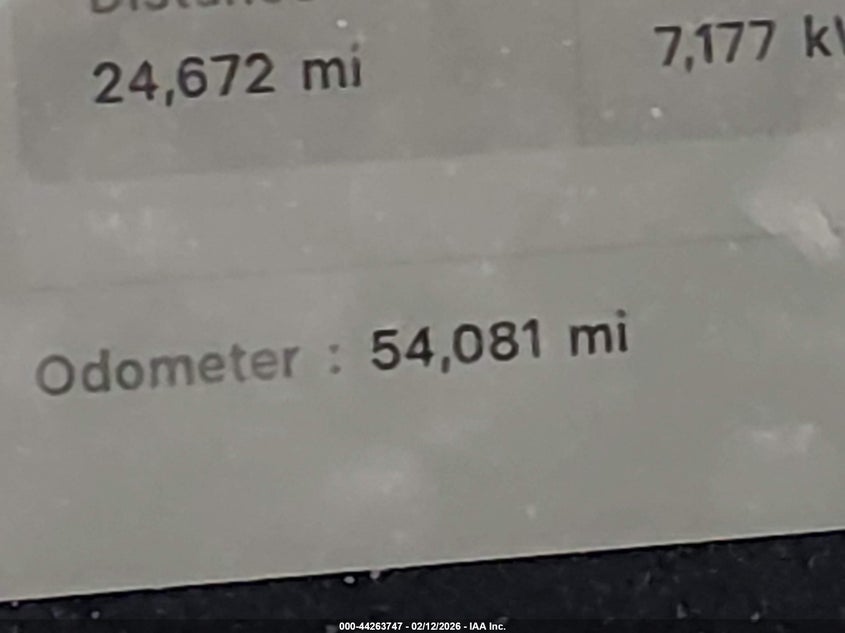 24,672 mi
7,177
Odometer : 54,081 mi
000-44263747 - 02/12/2026 - IAA Inc.